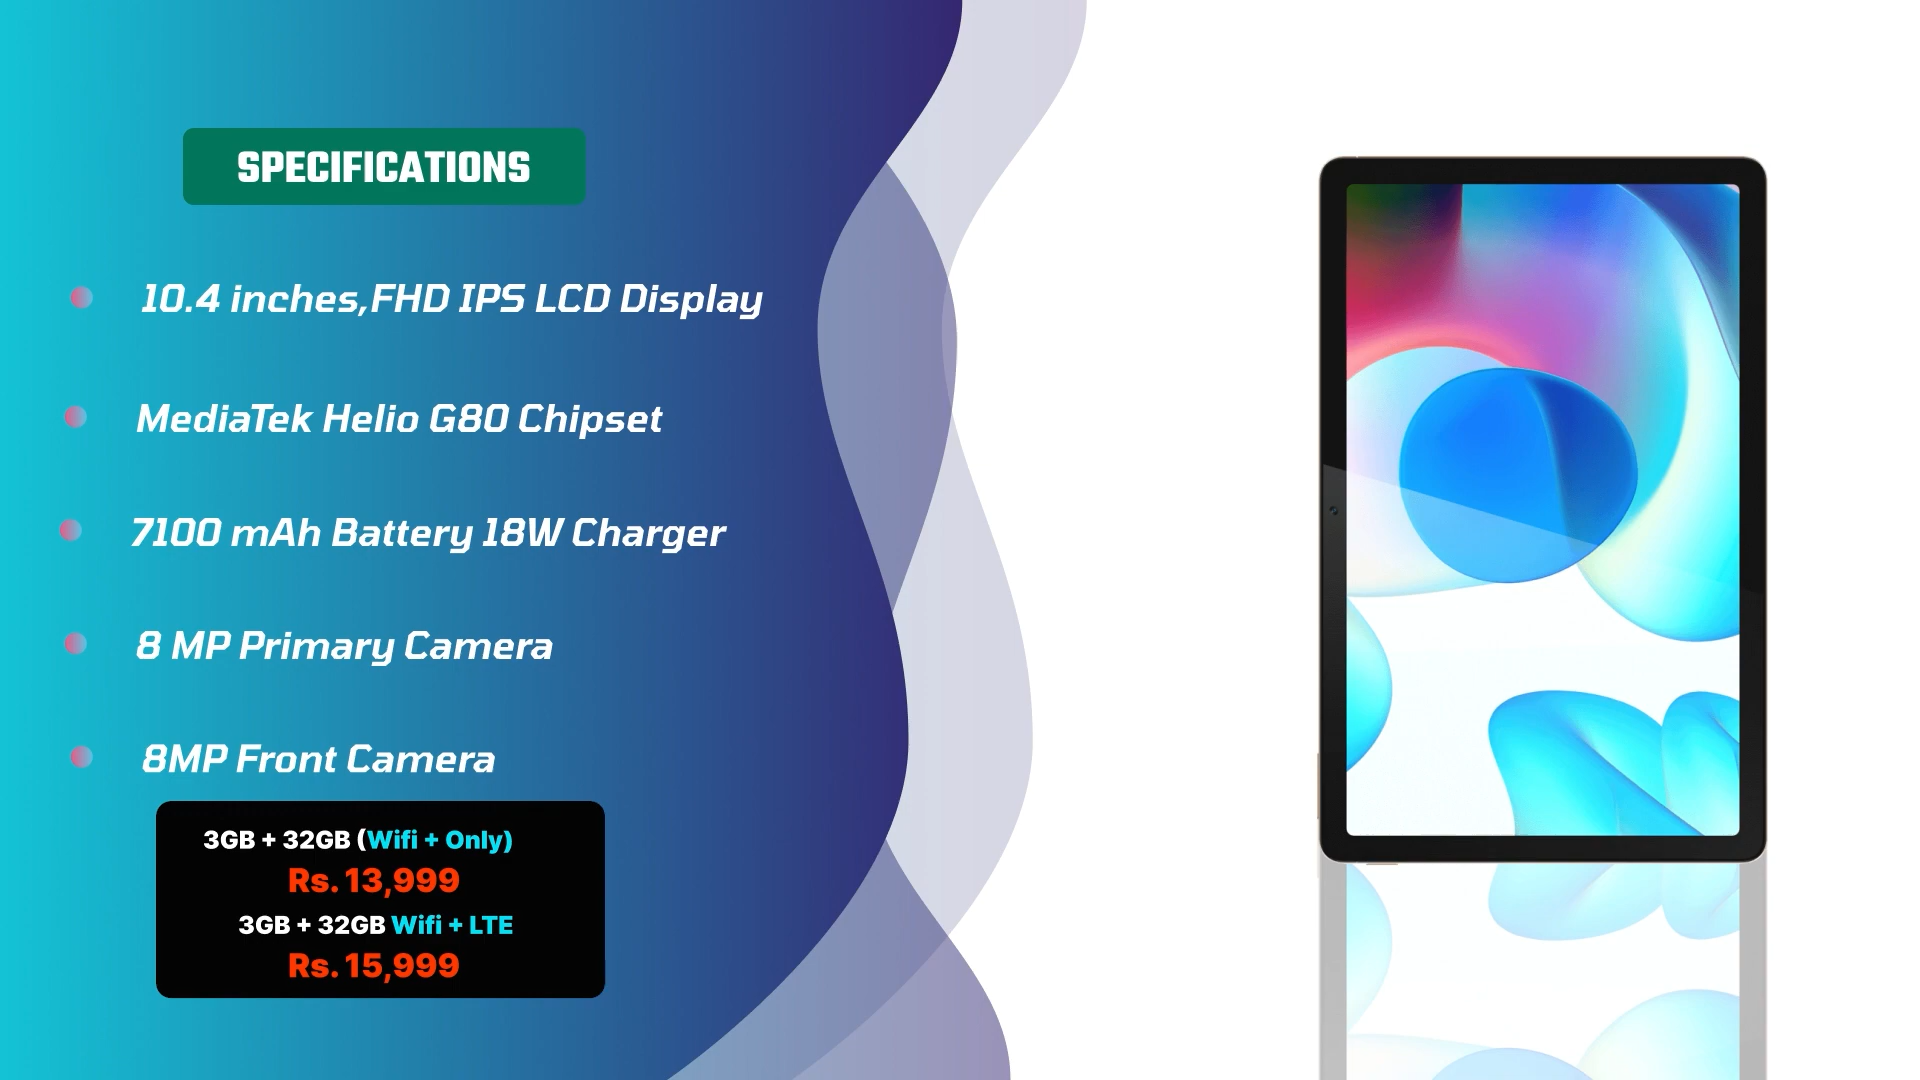 SPECIFICATIONS
10.4 inches,FHD IPS LCD Display
MediaTek Helio G80 Chipset
7100 mAh Battery 18W Charger
8 MP Primary Camera
8MP Front Camera
3GB + 32GB (Wifi + Only)
Rs. 13,999
3GB + 32GB Wifi + LTE
Rs. 15,999